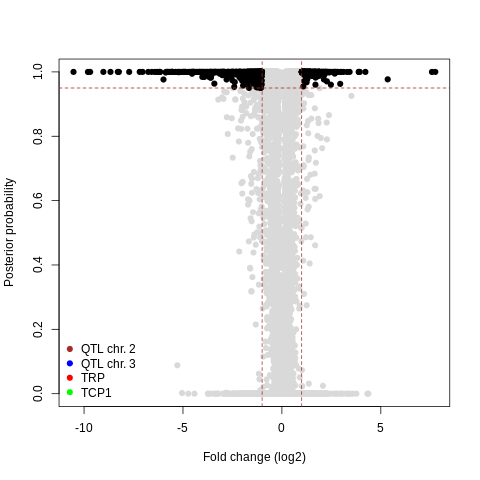 1.0
0.8
0.6
0.4
0.2
0.0
Posterior probability
QTL chr. 2
QTL chr. 3
TRP
TCP1
-10 -5 0 5
Fold change (log2)